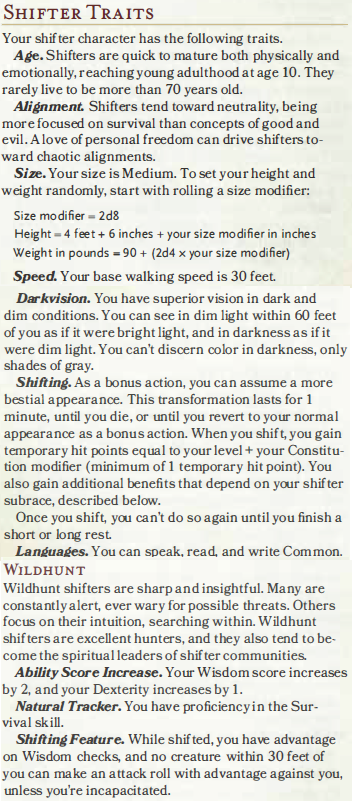 SHIFTER TRAITS
Your shifter character has the following traits.
Age. Shifters are quick to mature both physically and
emotionally, reaching young adulthood at age 10. They
rarely live to be more than 70 years old.
Alignment. Shifters tend toward neutrality, being
more focused on survival than concepts of good and
evil. A love of personal freedom can drive shifters to-
ward chaotic alignments.
Size. Your size is Medium. To set your height and
weight randomly, start with rolling a size modifier:
Size modifier = 2d8
Height = 4 feet + 6 inches + your size modifier in inches
Weight in pounds = 90 + (2d4 x your size modifier)
Speed. Your base walking speed is 30 feet.
Darkvision. You have superior vision in dark and
dim conditions. You can see in dim light within 60 feet
of you as if it were bright light, and in darkness as if it
were dim light. You can't discern color in darkness, only
shades of gray.
Shifting. As a bonus action, you can assume a more
bestial appearance. This transformation lasts for 1
minute, until you die, or until you revert to your normal
appearance as a bonus action. When you shift, you gain
temporary hit points equal to your level + your Constitu-
tion modifier (minimum of 1 temporary hit point). You
also gain additional benefits that depend on your shifter
subrace, described below.
Once you shift, you can't do so again until you finish a
short or long rest.
Languages. You can speak, read, and write Common.
WILDHUNT
Wildhunt shifters are sharp and insightful. Many are
constantly alert, ever wary for possible threats. Others
focus on their intuition, searching within. Wildhunt
shifters are excellent hunters, and they also tend to be-
come the spiritual leaders of shifter communities.
Ability Score Increase. Your Wisdom score increases
by 2, and your Dexterity increases by 1.
Natural Tracker. You have proficiency in the Sur-
vival skill.
Shifting Feature. While shifted, you have advantage
on Wisdom checks, and no creature within 30 feet of
you can make an attack roll with advantage against you,
unless you're incapacitated.